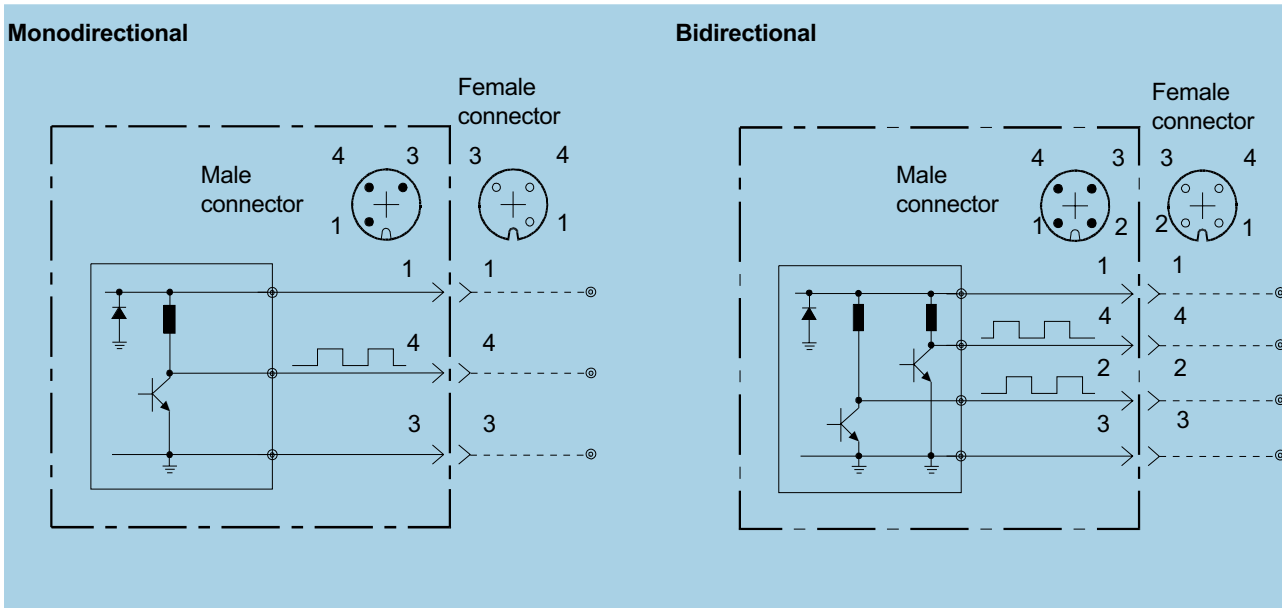 Monodirectional
Female
connector
Male
connector
4 3
1
3 4
1
1 1
4 4
3 3
Bidirectional
Female
connector
Male
connector
4 3
1 2
3 4
2 1
1 1
4 4
2 2
3 3